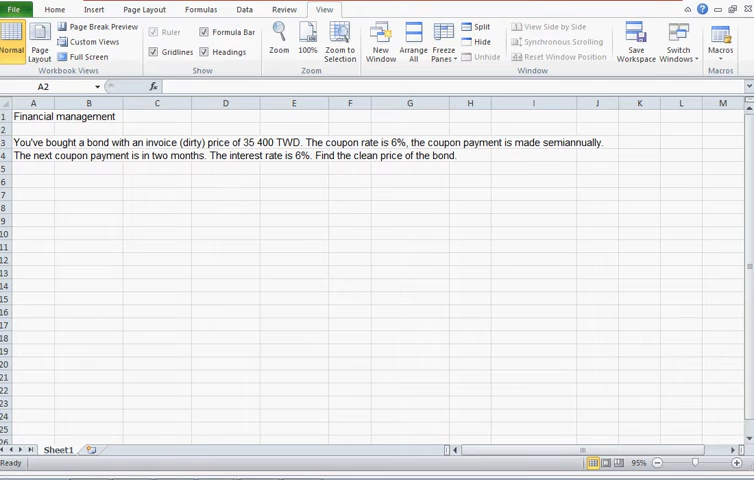 File Home Insert Page Layout Formulas Data Review View
Normal Page Layout Page Break Preview Custom Views Full Screen
Workbook Views
Ruler Formula Bar
Gridlines Headings
Show
Zoom 100% Zoom to Selection
Zoom
New Window Arrange All Freeze Panes Split Hide Unhide View Side by Side Synchronous Scrolling Reset Window Position
Window
Save Workspace Switch Windows
Macros
Macros
A2 fx
A B C D E F G H I J K L M
1 Financial management
2
3 You've bought a bond with an invoice (dirty) price of 35 400 TWD. The coupon rate is 6%, the coupon payment is made semiannually.
4 The next coupon payment is in two months. The interest rate is 6%. Find the clean price of the bond.
5
6
7
8
9
10
11
12
13
14
15
16
17
18
19
20
21
22
23
24
25
26
Sheet1
Ready 95%